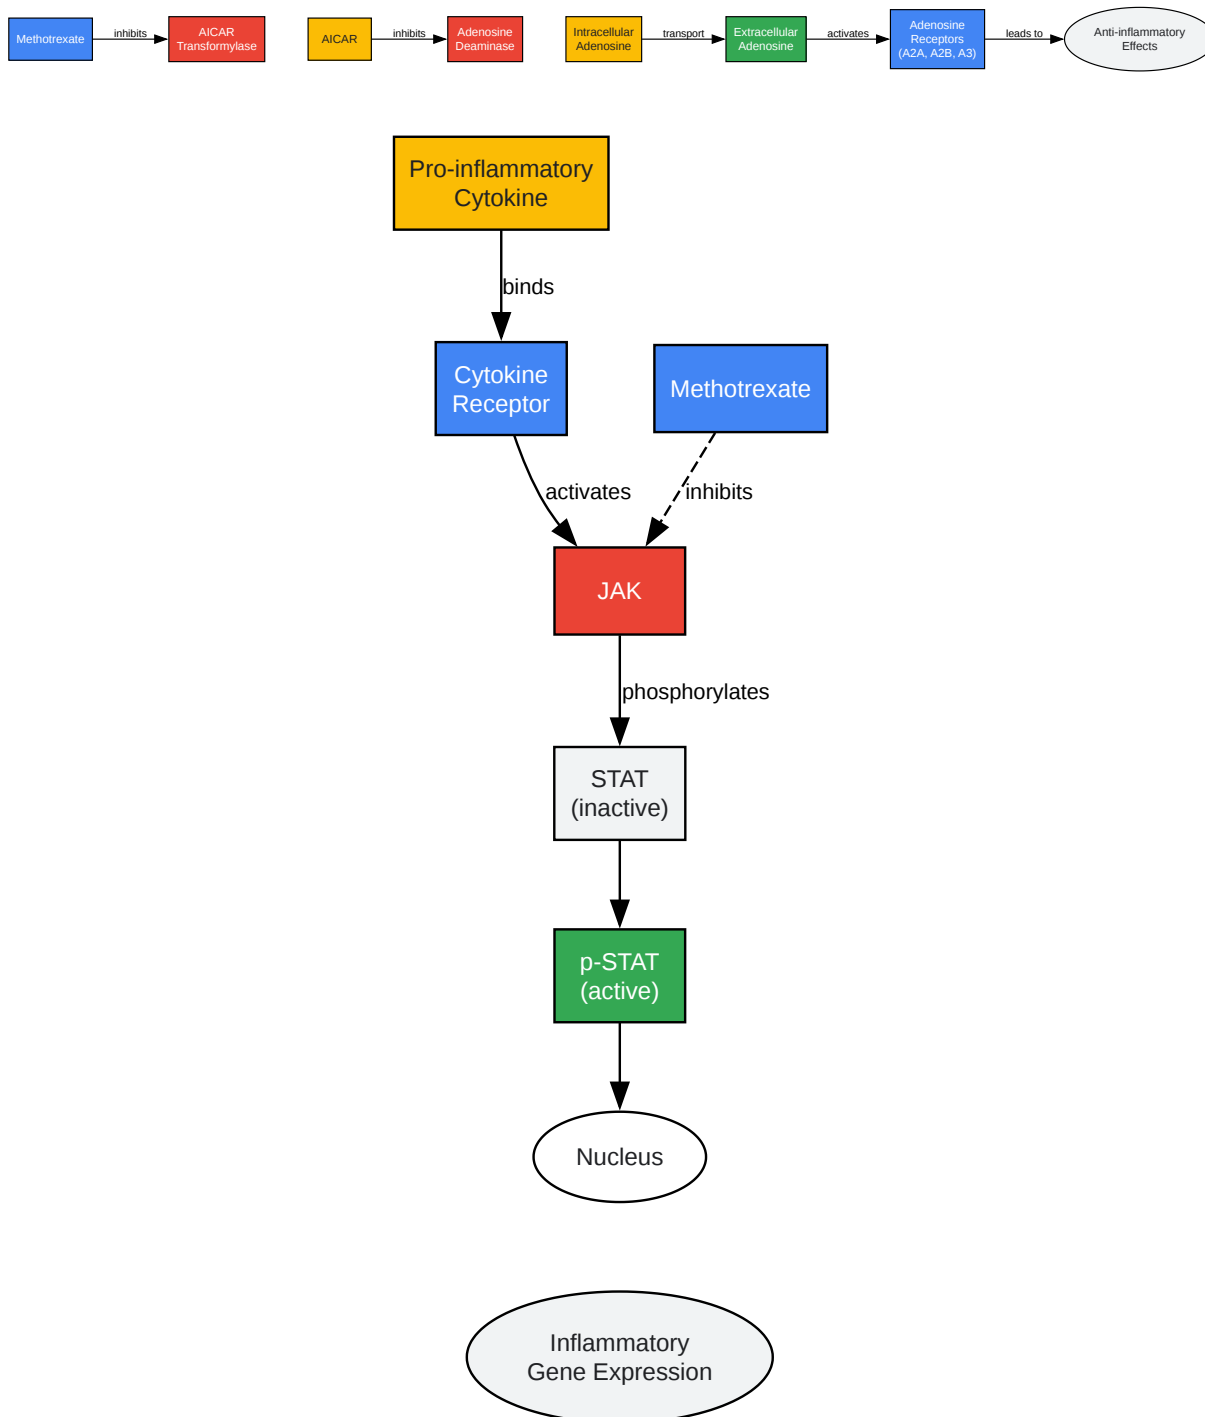 Methotrexate
inhibits
AICAR
Transformylase
AICAR
inhibits
Adenosine
Deaminase
Intracellular
Adenosine
transport
Extracellular
Adenosine
activates
Adenosine
Receptors
(A2A, A2B, A3)
leads to
Anti-inflammatory
Effects
Pro-inflammatory
Cytokine
binds
Cytokine
Receptor
Methotrexate
activates
inhibits
JAK
phosphorylates
STAT
(inactive)
p-STAT
(active)
Nucleus
Inflammatory
Gene Expression